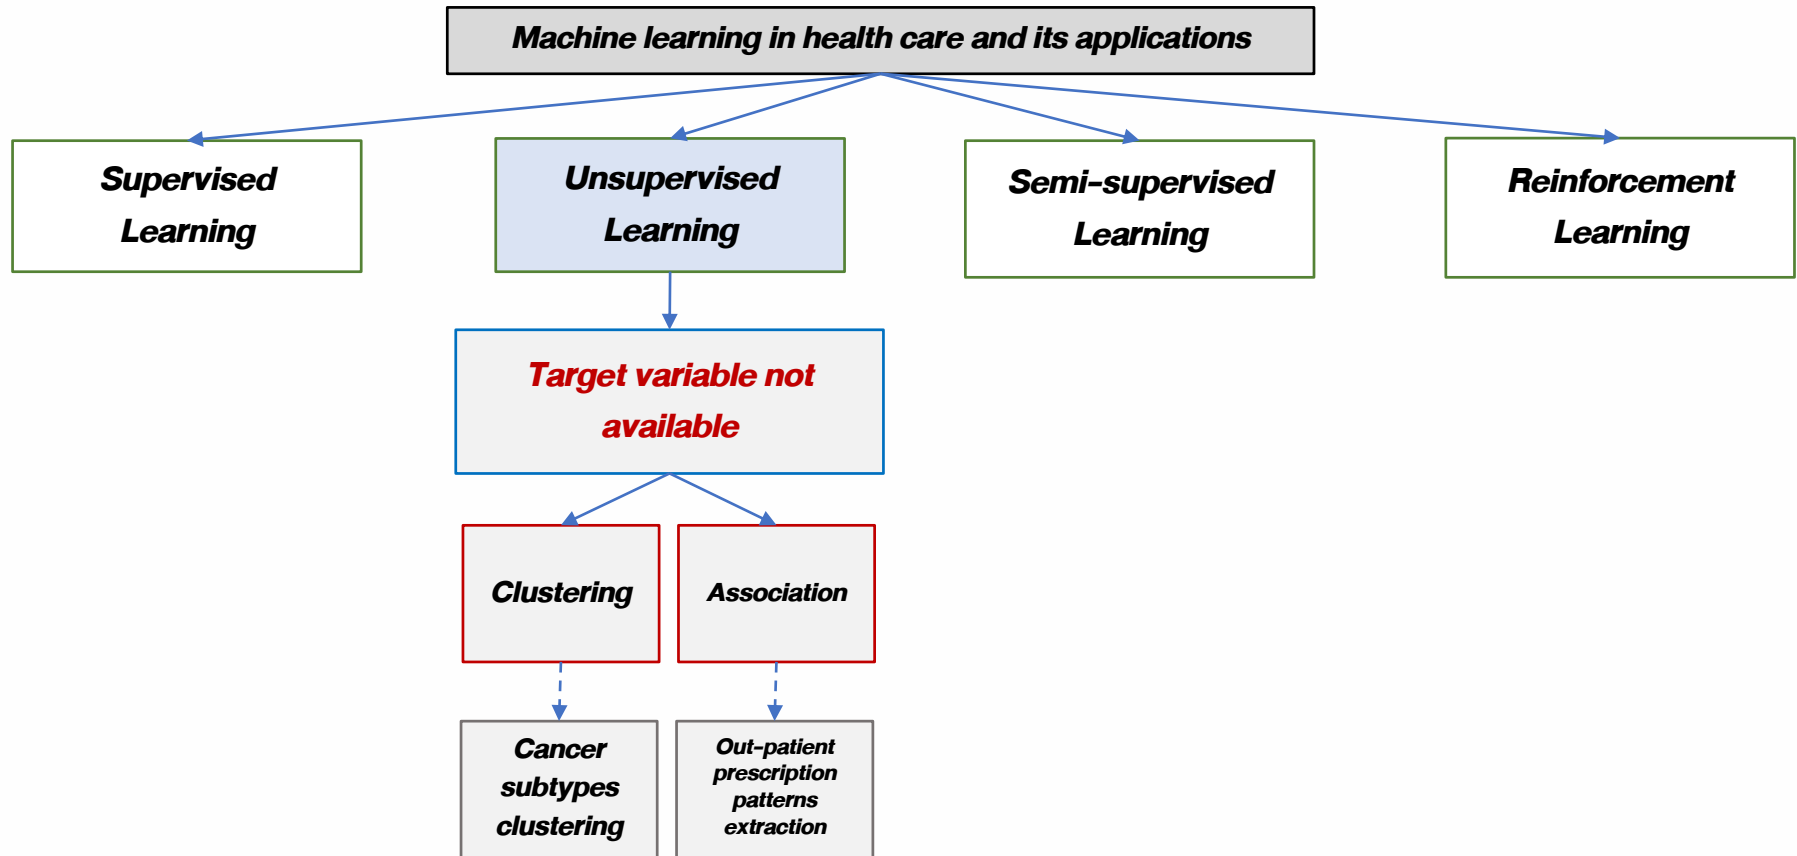 Machine learning in health care and its applications
Supervised
Learning
Unsupervised
Learning
Semi-supervised
Learning
Reinforcement
Learning
Target variable not
available
Clustering
Association
Cancer
subtypes
clustering
Out-patient
prescription
patterns
extraction